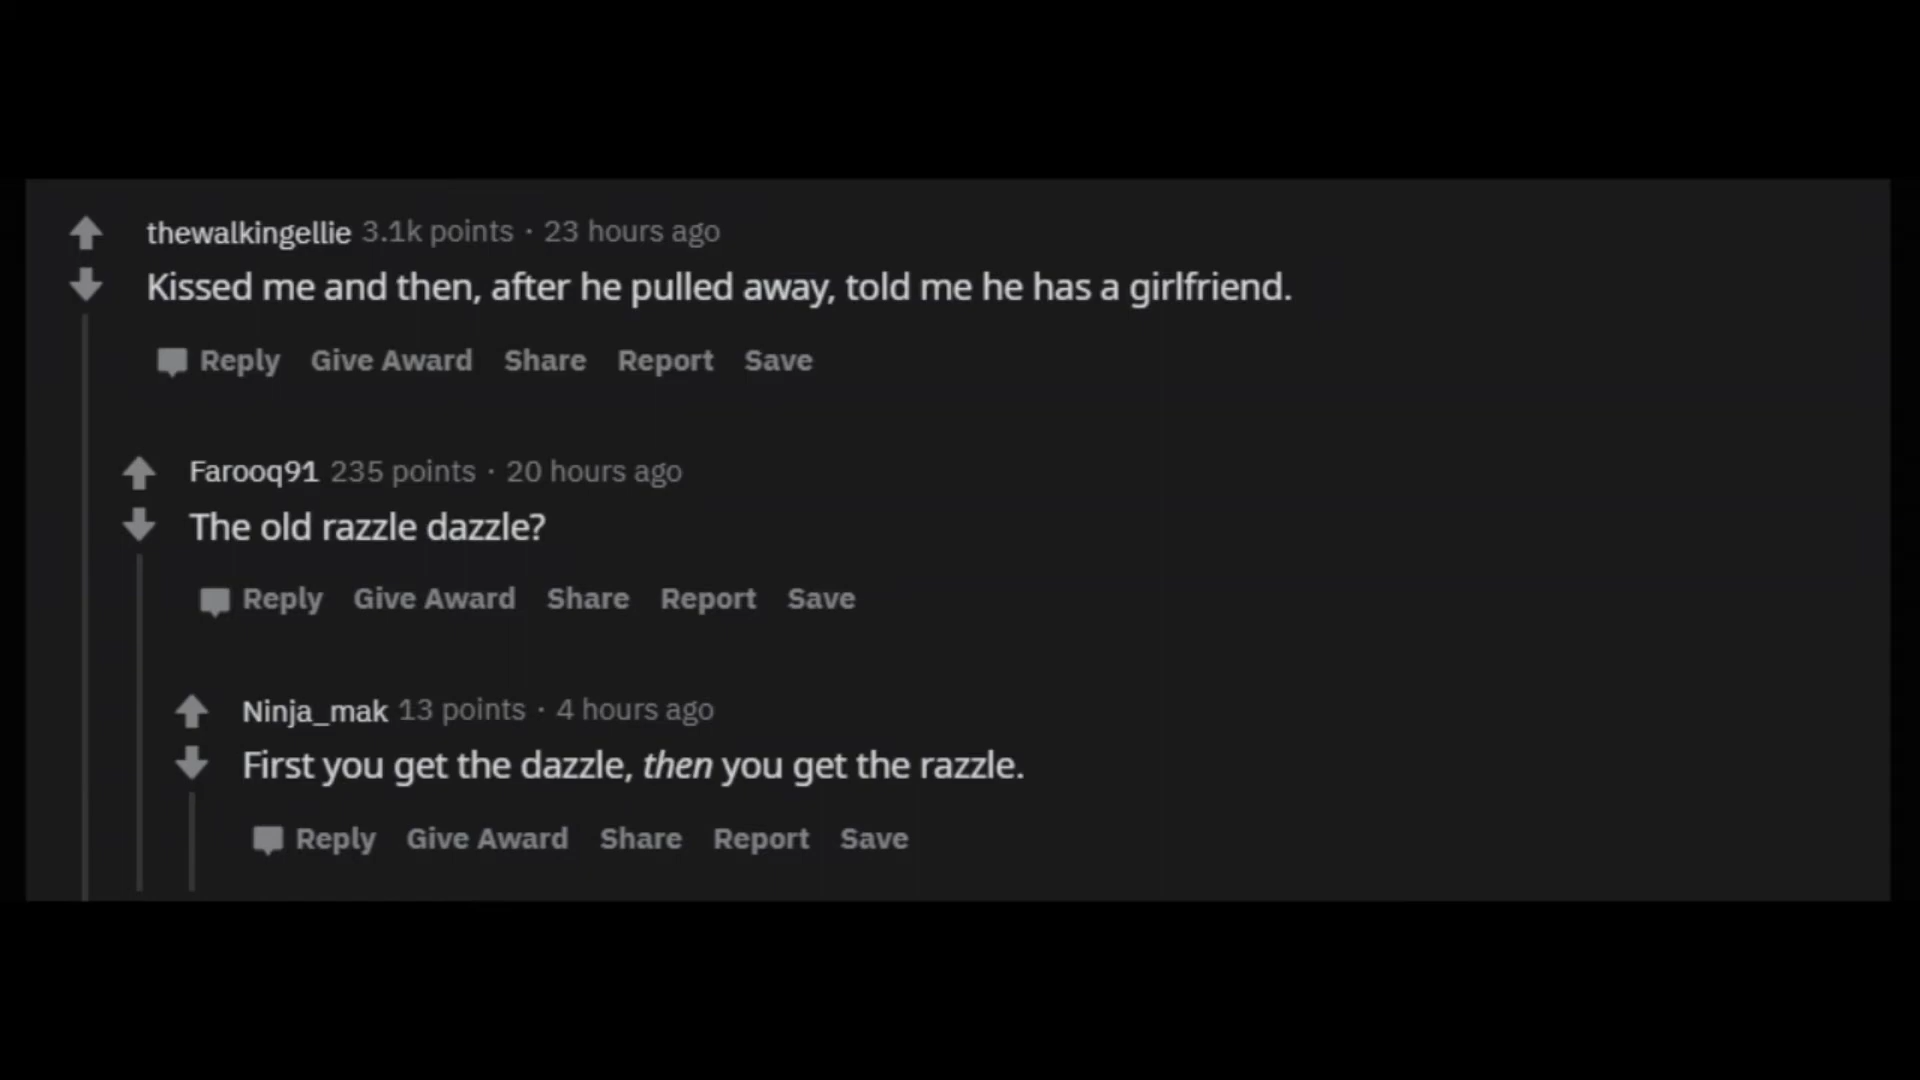 thewalkingellie 3.1k points · 23 hours ago
Kissed me and then, after he pulled away, told me he has a girlfriend.
Reply Give Award Share Report Save
Farooq91 235 points · 20 hours ago
The old razzle dazzle?
Reply Give Award Share Report Save
Ninja_mak 13 points · 4 hours ago
First you get the dazzle, then you get the razzle.
Reply Give Award Share Report Save